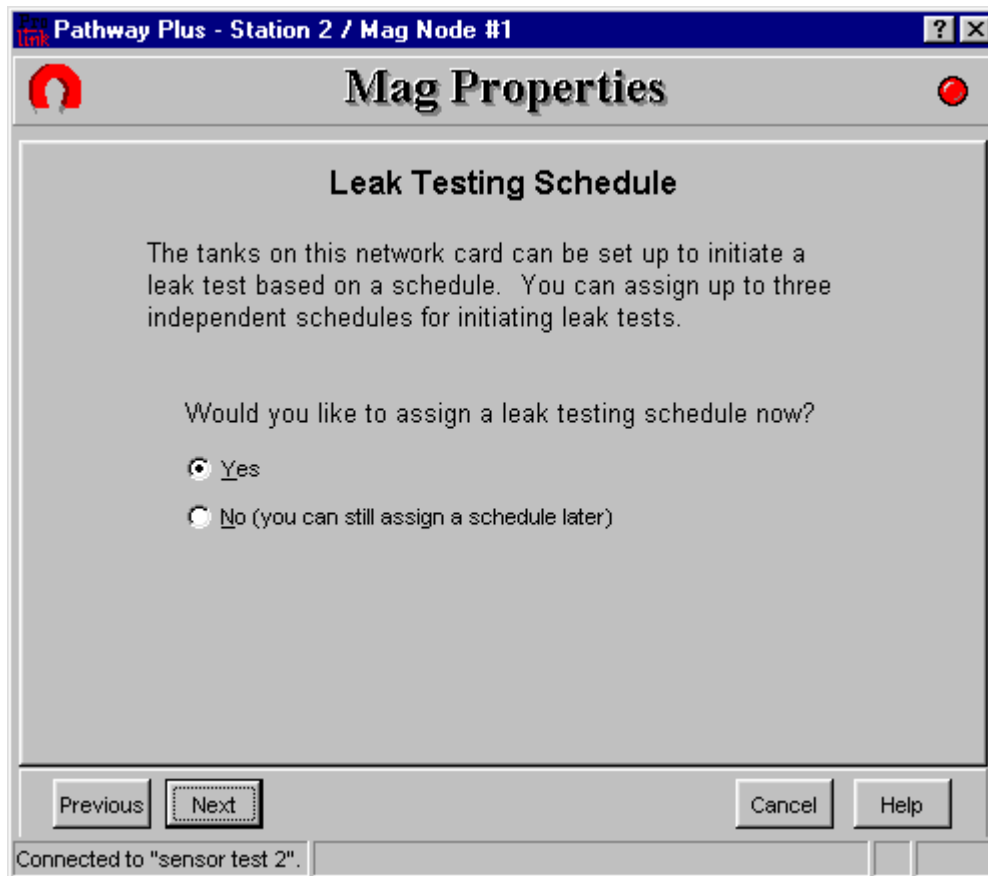 Pro
link
Pathway Plus - Station 2 / Mag Node #1
Mag Properties
Leak Testing Schedule
The tanks on this network card can be set up to initiate a
leak test based on a schedule. You can assign up to three
independent schedules for initiating leak tests.
Would you like to assign a leak testing schedule now?
Yes
No (you can still assign a schedule later)
Previous
Next
Cancel
Help
Connected to "sensor test 2".